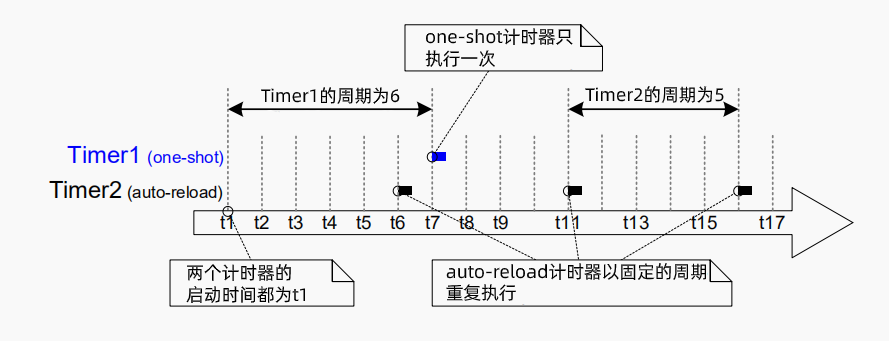 one-shot计时器只
执行一次
Timer1的周期为6
Timer2的周期为5
Timer1 (one-shot)
Timer2 (auto-reload)
t1 t2 t3 t4 t5 t6 t7 t8 t9 t11 t13 t15 t17
两个计时器的
启动时间都为t1
auto-reload计时器以固定的周期
重复执行